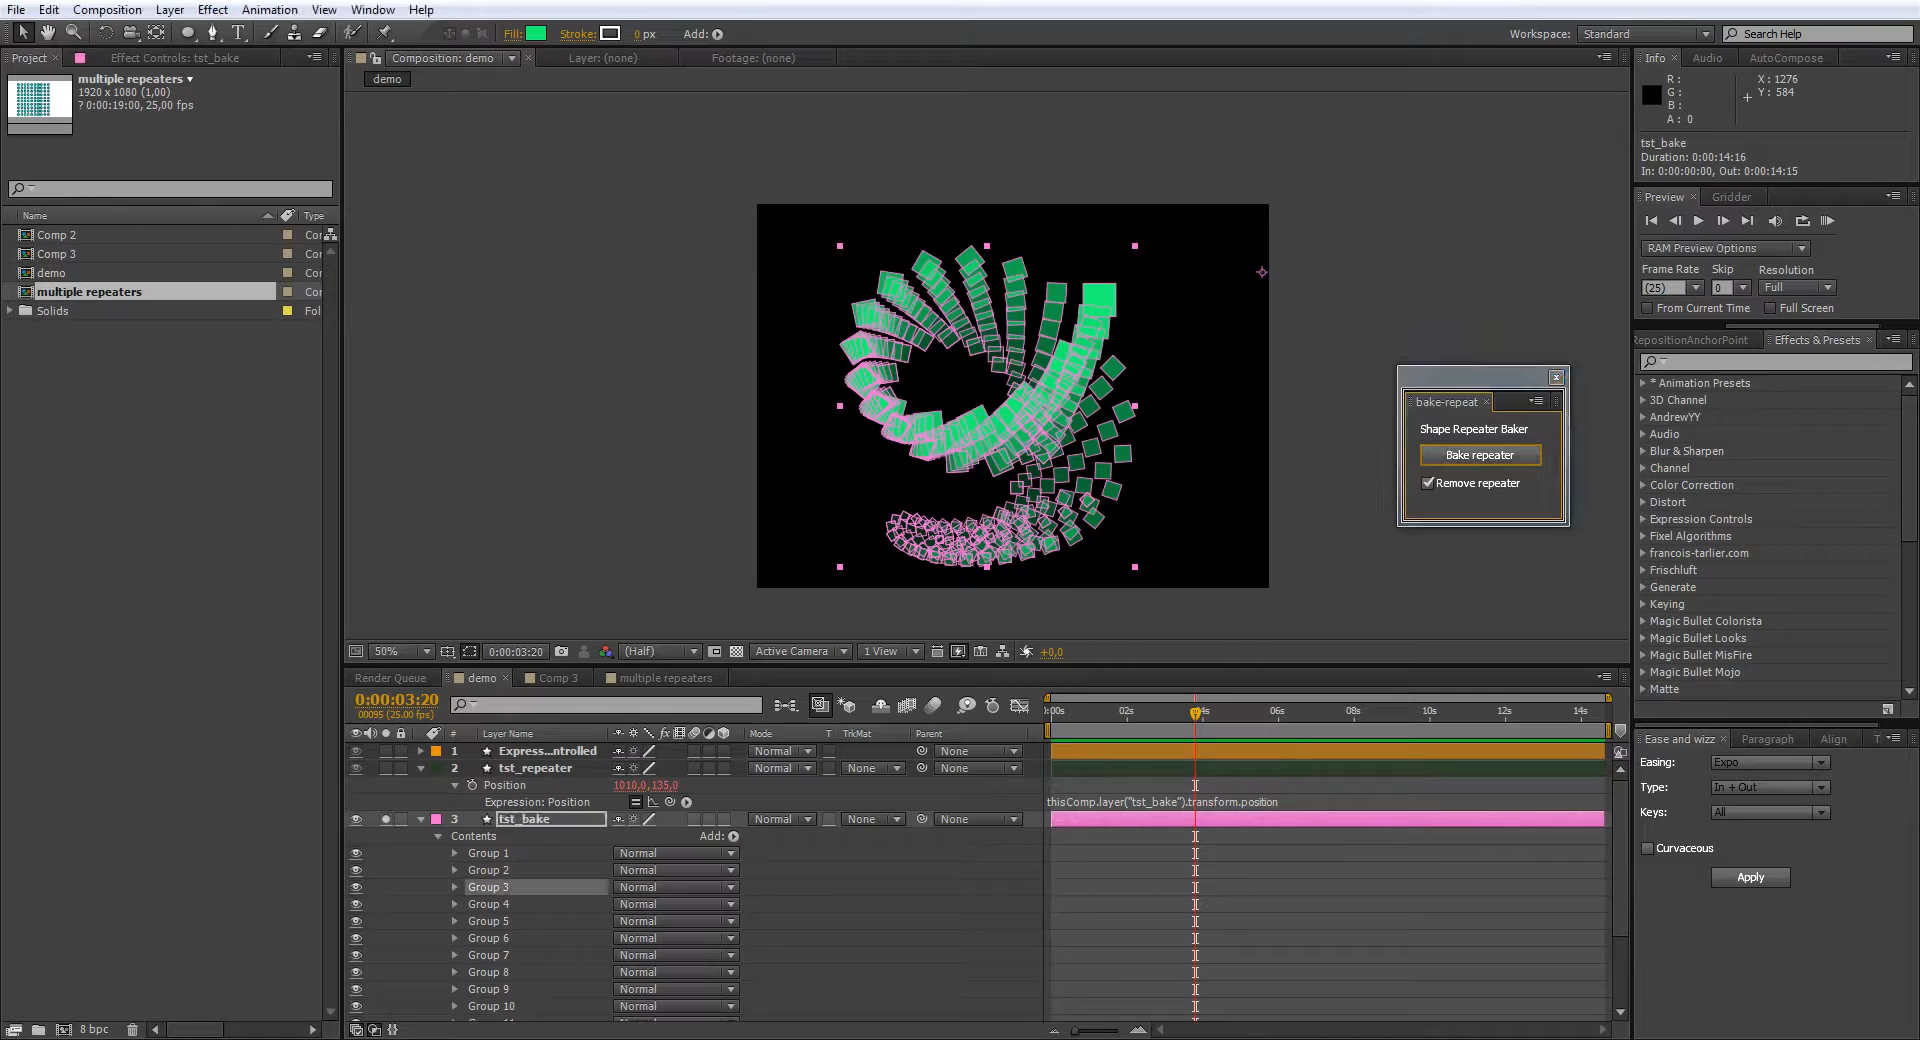 File Edit Composition Layer Effect Animation View Window Help
Fill: Stroke: 0 px Add: Workspace: Standard Search Help
Project Effect Controls: tst_bake Composition: demo Layer: (none) Footage: (none) Info Audio AutoCompose
multiple repeaters
1920 x 1080 (1,00)
? 0:00:19:00, 25,00 fps
demo
R :
G :
B :
A : 0
X : 1276
Y : 584
tst_bake
Duration: 0:00:14:16
In: 0:00:00:00, Out: 0:00:14:15
Preview Gridder
RAM Preview Options
Frame Rate Skip Resolution
(25) 0 Full
From Current Time Full Screen
RepositionAnchorPoint Effects & Presets
* Animation Presets
3D Channel
AndrewYY
Audio
Blur & Sharpen
Channel
Color Correction
Distort
Expression Controls
Fixel Algorithms
francois-tarlier.com
Frischluft
Generate
Keying
Magic Bullet Colorista
Magic Bullet Looks
Magic Bullet MisFire
Magic Bullet Mojo
Matte
Name Type
Comp 2 Cor
Comp 3 Cor
demo Cor
multiple repeaters Cor
Solids Fol
bake-repeat
Shape Repeater Baker
Bake repeater
Remove repeater
50% 0:00:03:20 (Half) Active Camera 1 View +0,0
Render Queue demo Comp 3 multiple repeaters
0:00:03:20
00095 (25.00 fps)
:00s 02s 4s 06s 08s 10s 12s 14s
# Layer Name fx Mode T TrkMat Parent
1 Express...ntrolled Normal None
2 tst_repeater Normal None None
Position 1010,0,135,0
Expression: Position thisComp.layer("tst_bake").transform.position
3 tst_bake Normal None None
Contents Add:
Group 1 Normal
Group 2 Normal
Group 3 Normal
Group 4 Normal
Group 5 Normal
Group 6 Normal
Group 7 Normal
Group 8 Normal
Group 9 Normal
Group 10 Normal
8 bpc
Ease and wizz Paragraph Align T
Easing: Expo
Type: In + Out
Keys: All
Curvaceous
Apply